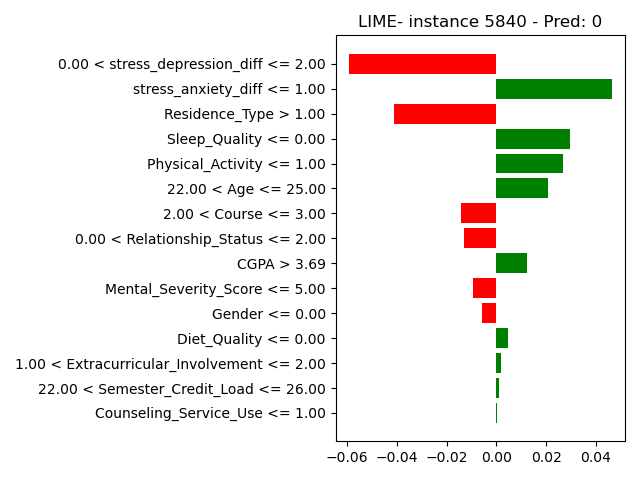 LIME- instance 5840 - Pred: 0
0.00 < stress_depression_diff <= 2.00
stress_anxiety_diff <= 1.00
Residence_Type > 1.00
Sleep_Quality <= 0.00
Physical_Activity <= 1.00
22.00 < Age <= 25.00
2.00 < Course <= 3.00
0.00 < Relationship_Status <= 2.00
CGPA > 3.69
Mental_Severity_Score <= 5.00
Gender <= 0.00
Diet_Quality <= 0.00
1.00 < Extracurricular_Involvement <= 2.00
22.00 < Semester_Credit_Load <= 26.00
Counseling_Service_Use <= 1.00
−0.06 −0.04 −0.02 0.00 0.02 0.04